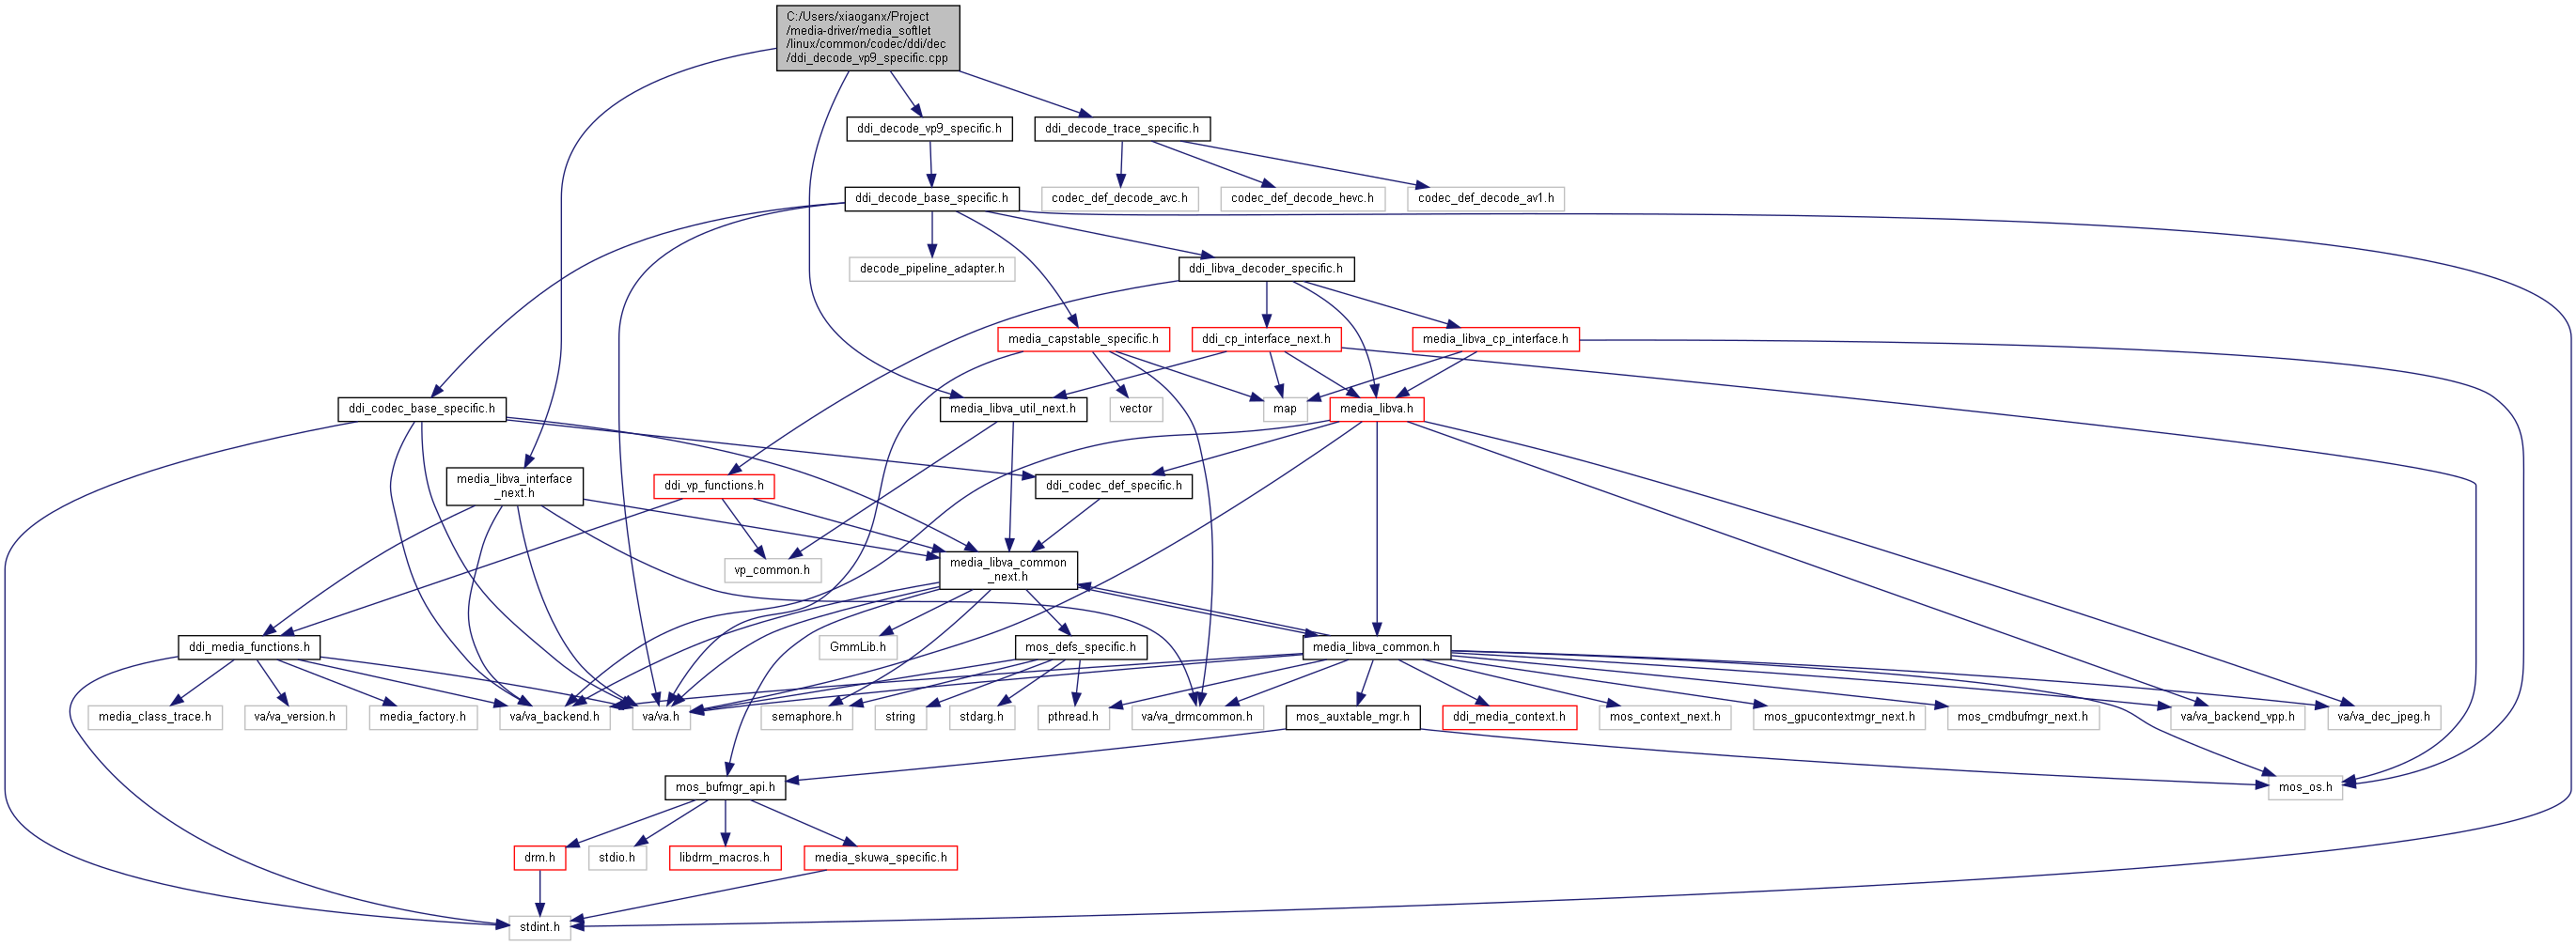 C:/Users/xiaoganx/Project
/media-driver/media_softlet
/linux/common/codec/ddi/dec
/ddi_decode_vp9_specific.cpp
ddi_decode_vp9_specific.h
ddi_decode_trace_specific.h
ddi_decode_base_specific.h
codec_def_decode_avc.h
codec_def_decode_hevc.h
codec_def_decode_av1.h
decode_pipeline_adapter.h
ddi_libva_decoder_specific.h
media_capstable_specific.h
ddi_cp_interface_next.h
media_libva_cp_interface.h
ddi_codec_base_specific.h
media_libva_util_next.h
vector
map
media_libva.h
media_libva_interface
_next.h
ddi_vp_functions.h
ddi_codec_def_specific.h
vp_common.h
media_libva_common
_next.h
ddi_media_functions.h
GmmLib.h
mos_defs_specific.h
media_libva_common.h
media_class_trace.h
va/va_version.h
media_factory.h
va/va_backend.h
va/va.h
semaphore.h
string
stdarg.h
pthread.h
va/va_drmcommon.h
mos_auxtable_mgr.h
ddi_media_context.h
mos_context_next.h
mos_gpucontextmgr_next.h
mos_cmdbufmgr_next.h
va/va_backend_vpp.h
va/va_dec_jpeg.h
mos_bufmgr_api.h
mos_os.h
drm.h
stdio.h
libdrm_macros.h
media_skuwa_specific.h
stdint.h